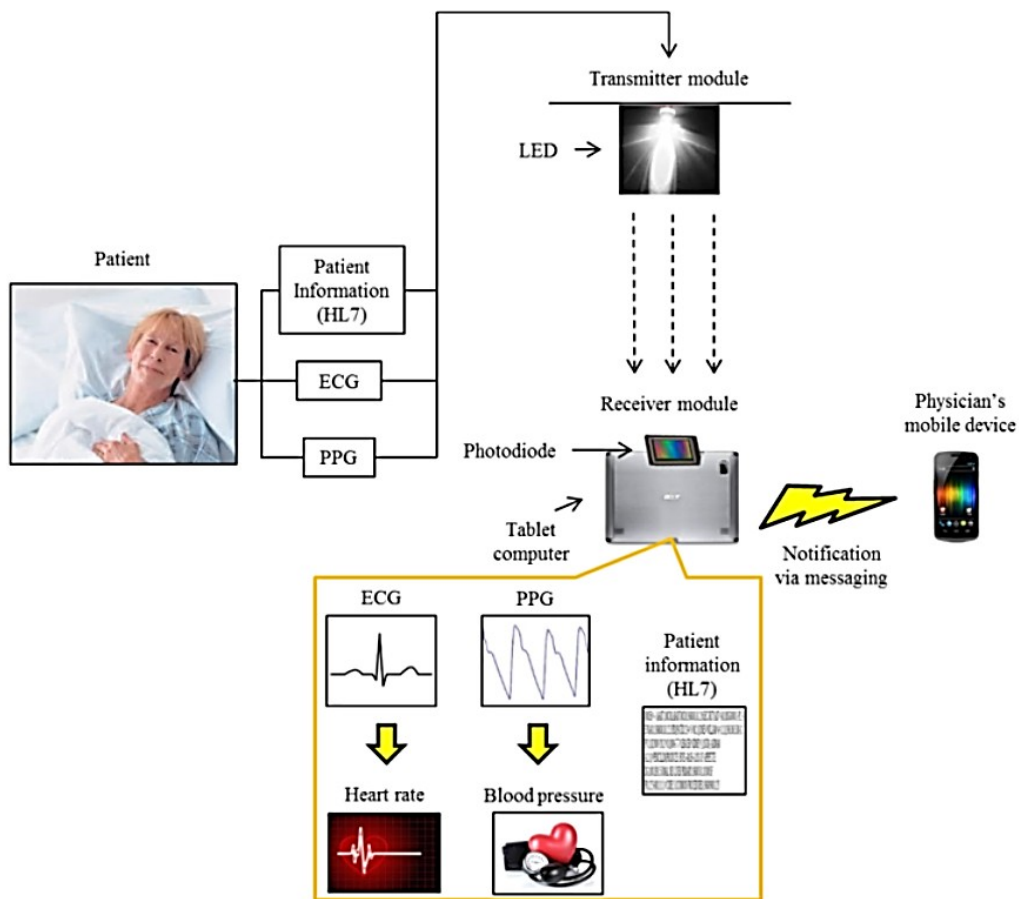 Transmitter module
LED
Patient
Patient
Information
(HL7)
ECG
PPG
Receiver module
Photodiode
Tablet
computer
Physician's
mobile device
Notification
via messaging
ECG
PPG
Patient
information
(HL7)
Heart rate
Blood pressure
acer